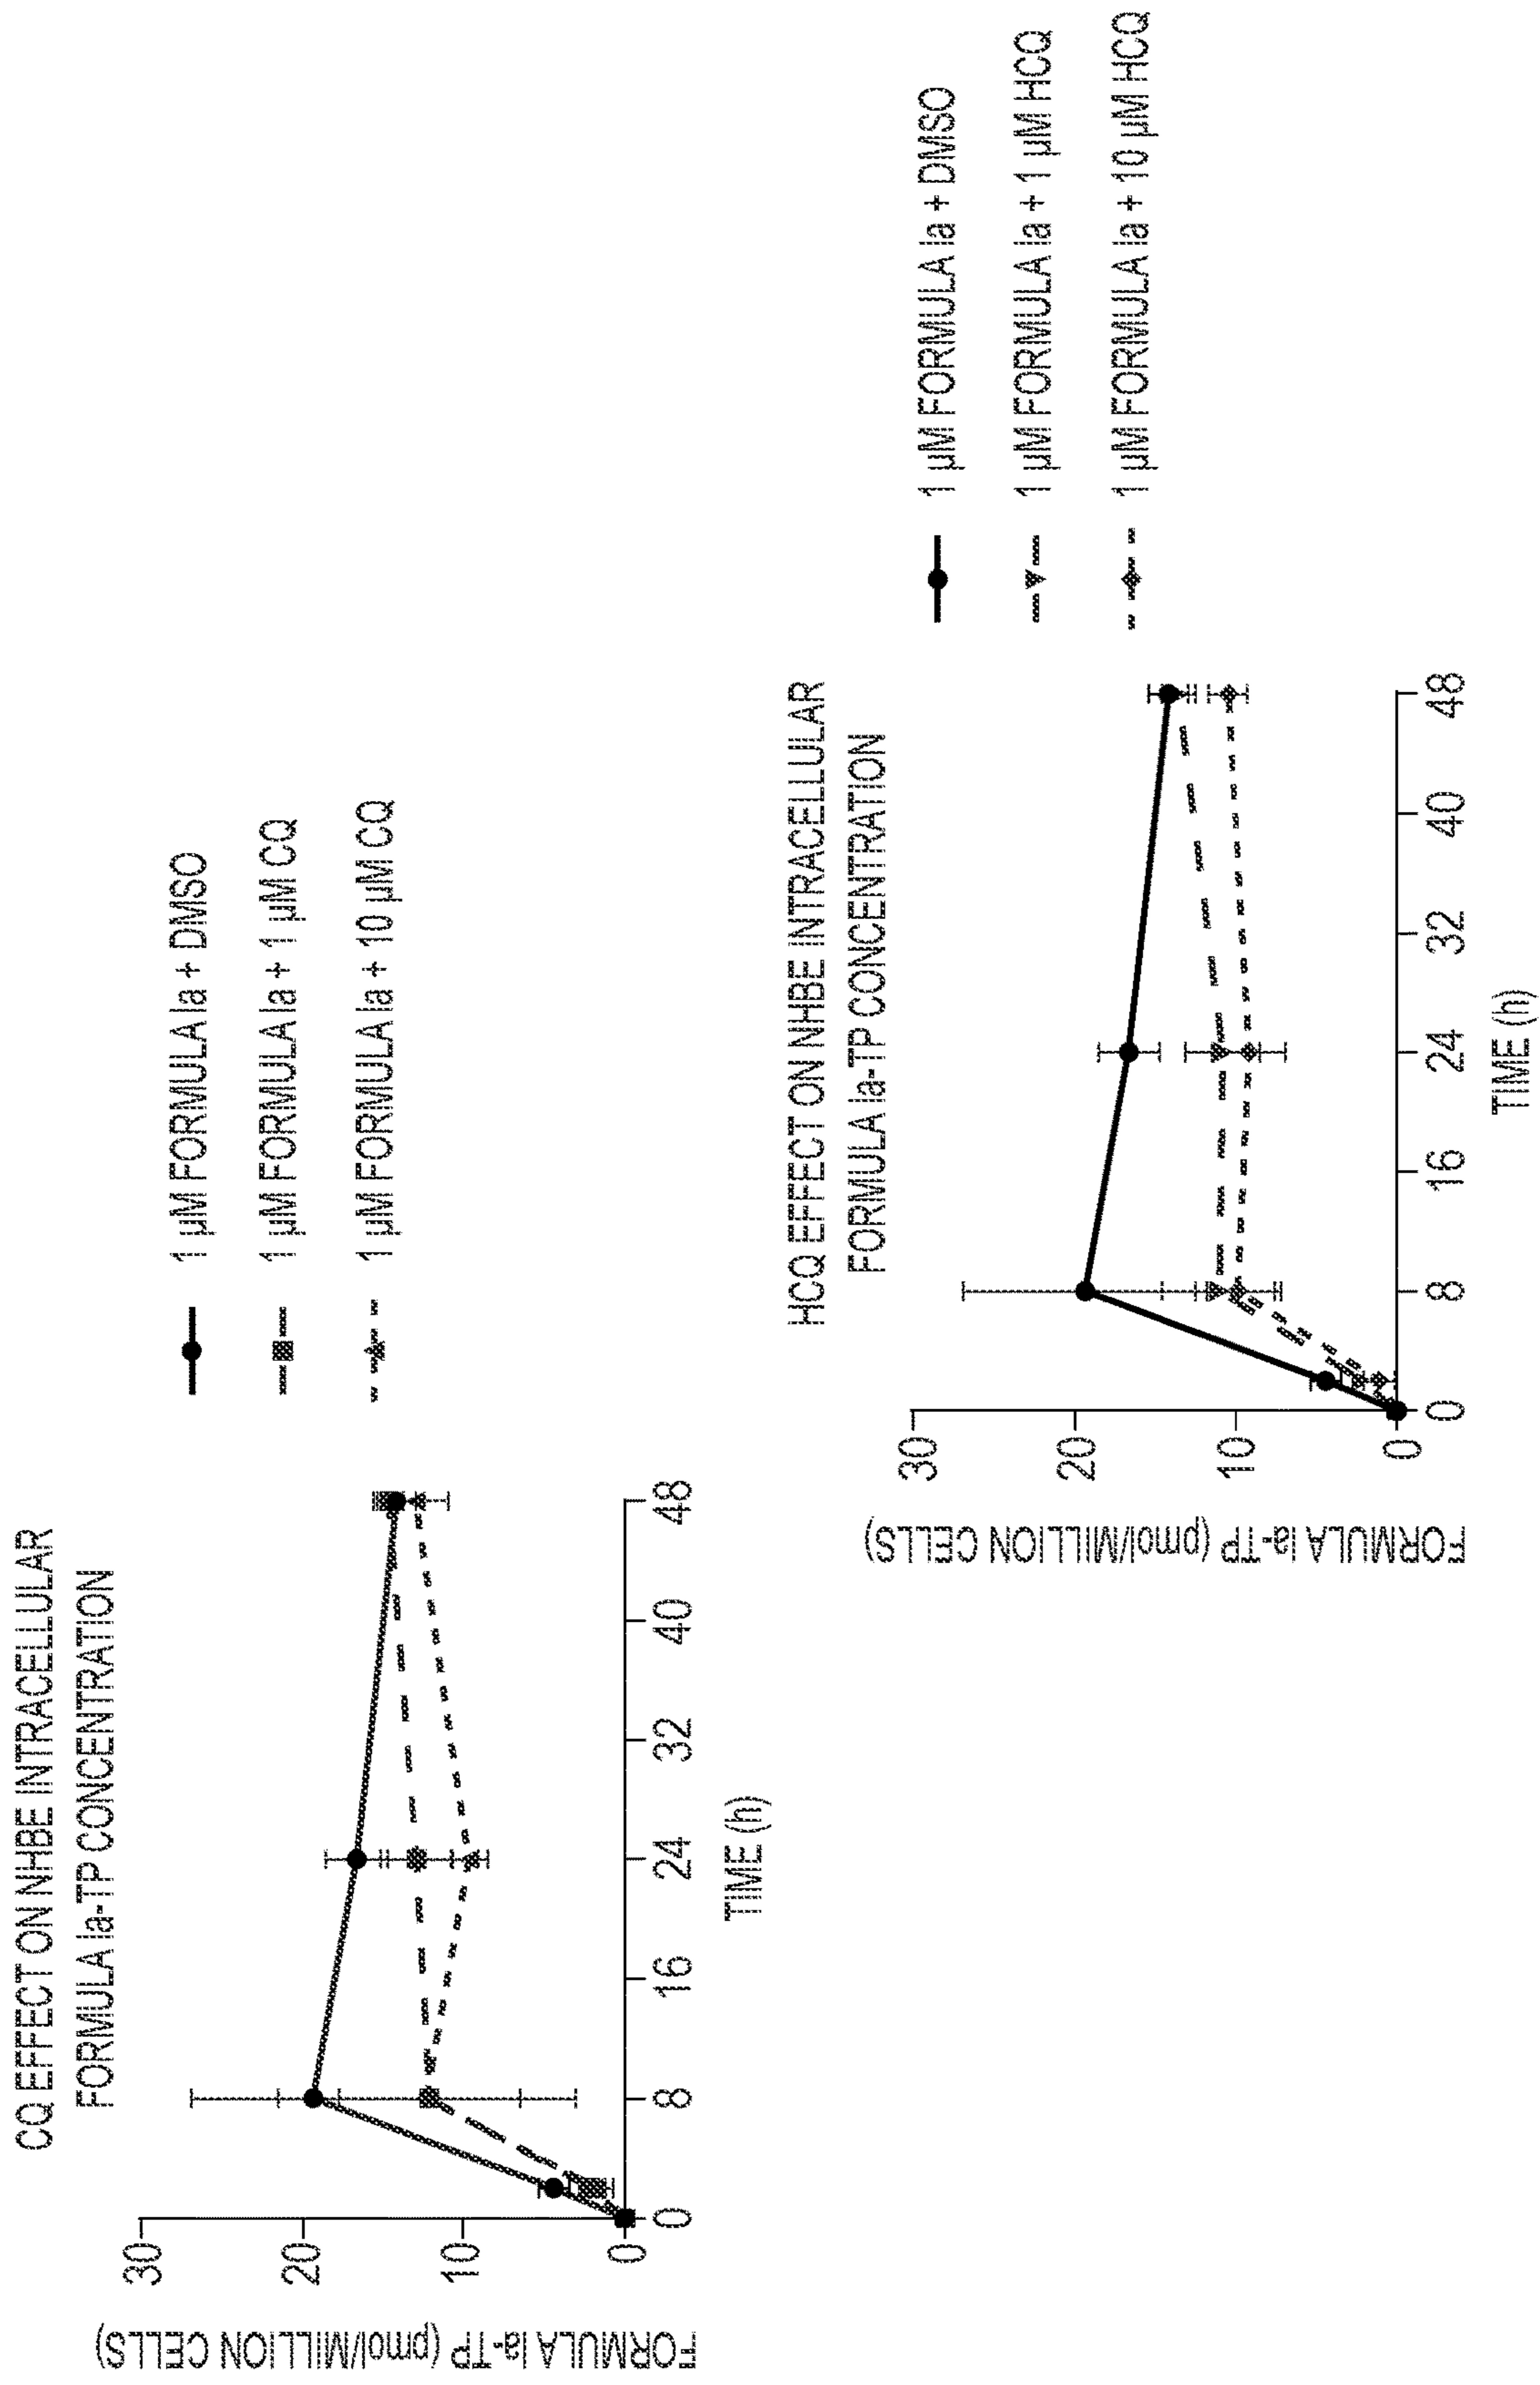 CQ EFFECT ON NHBE INTRACELLULAR
FORMULA Ia-TP CONCENTRATION
FORMULA Ia-TP (pmol/MILLION CELLS)
30
20
10
0
0
8
16
24
32
40
48
TIME (h)
1 µM FORMULA Ia + DMSO
1 µM FORMULA Ia + 1 µM CQ
1 µM FORMULA Ia + 10 µM CQ
HCQ EFFECT ON NHBE INTRACELLULAR
FORMULA Ia-TP CONCENTRATION
FORMULA Ia-TP (pmol/MILLION CELLS)
30
20
10
0
0
8
16
24
32
40
48
TIME (h)
1 µM FORMULA Ia + DMSO
1 µM FORMULA Ia + 1 µM HCQ
1 µM FORMULA Ia + 10 µM HCQ